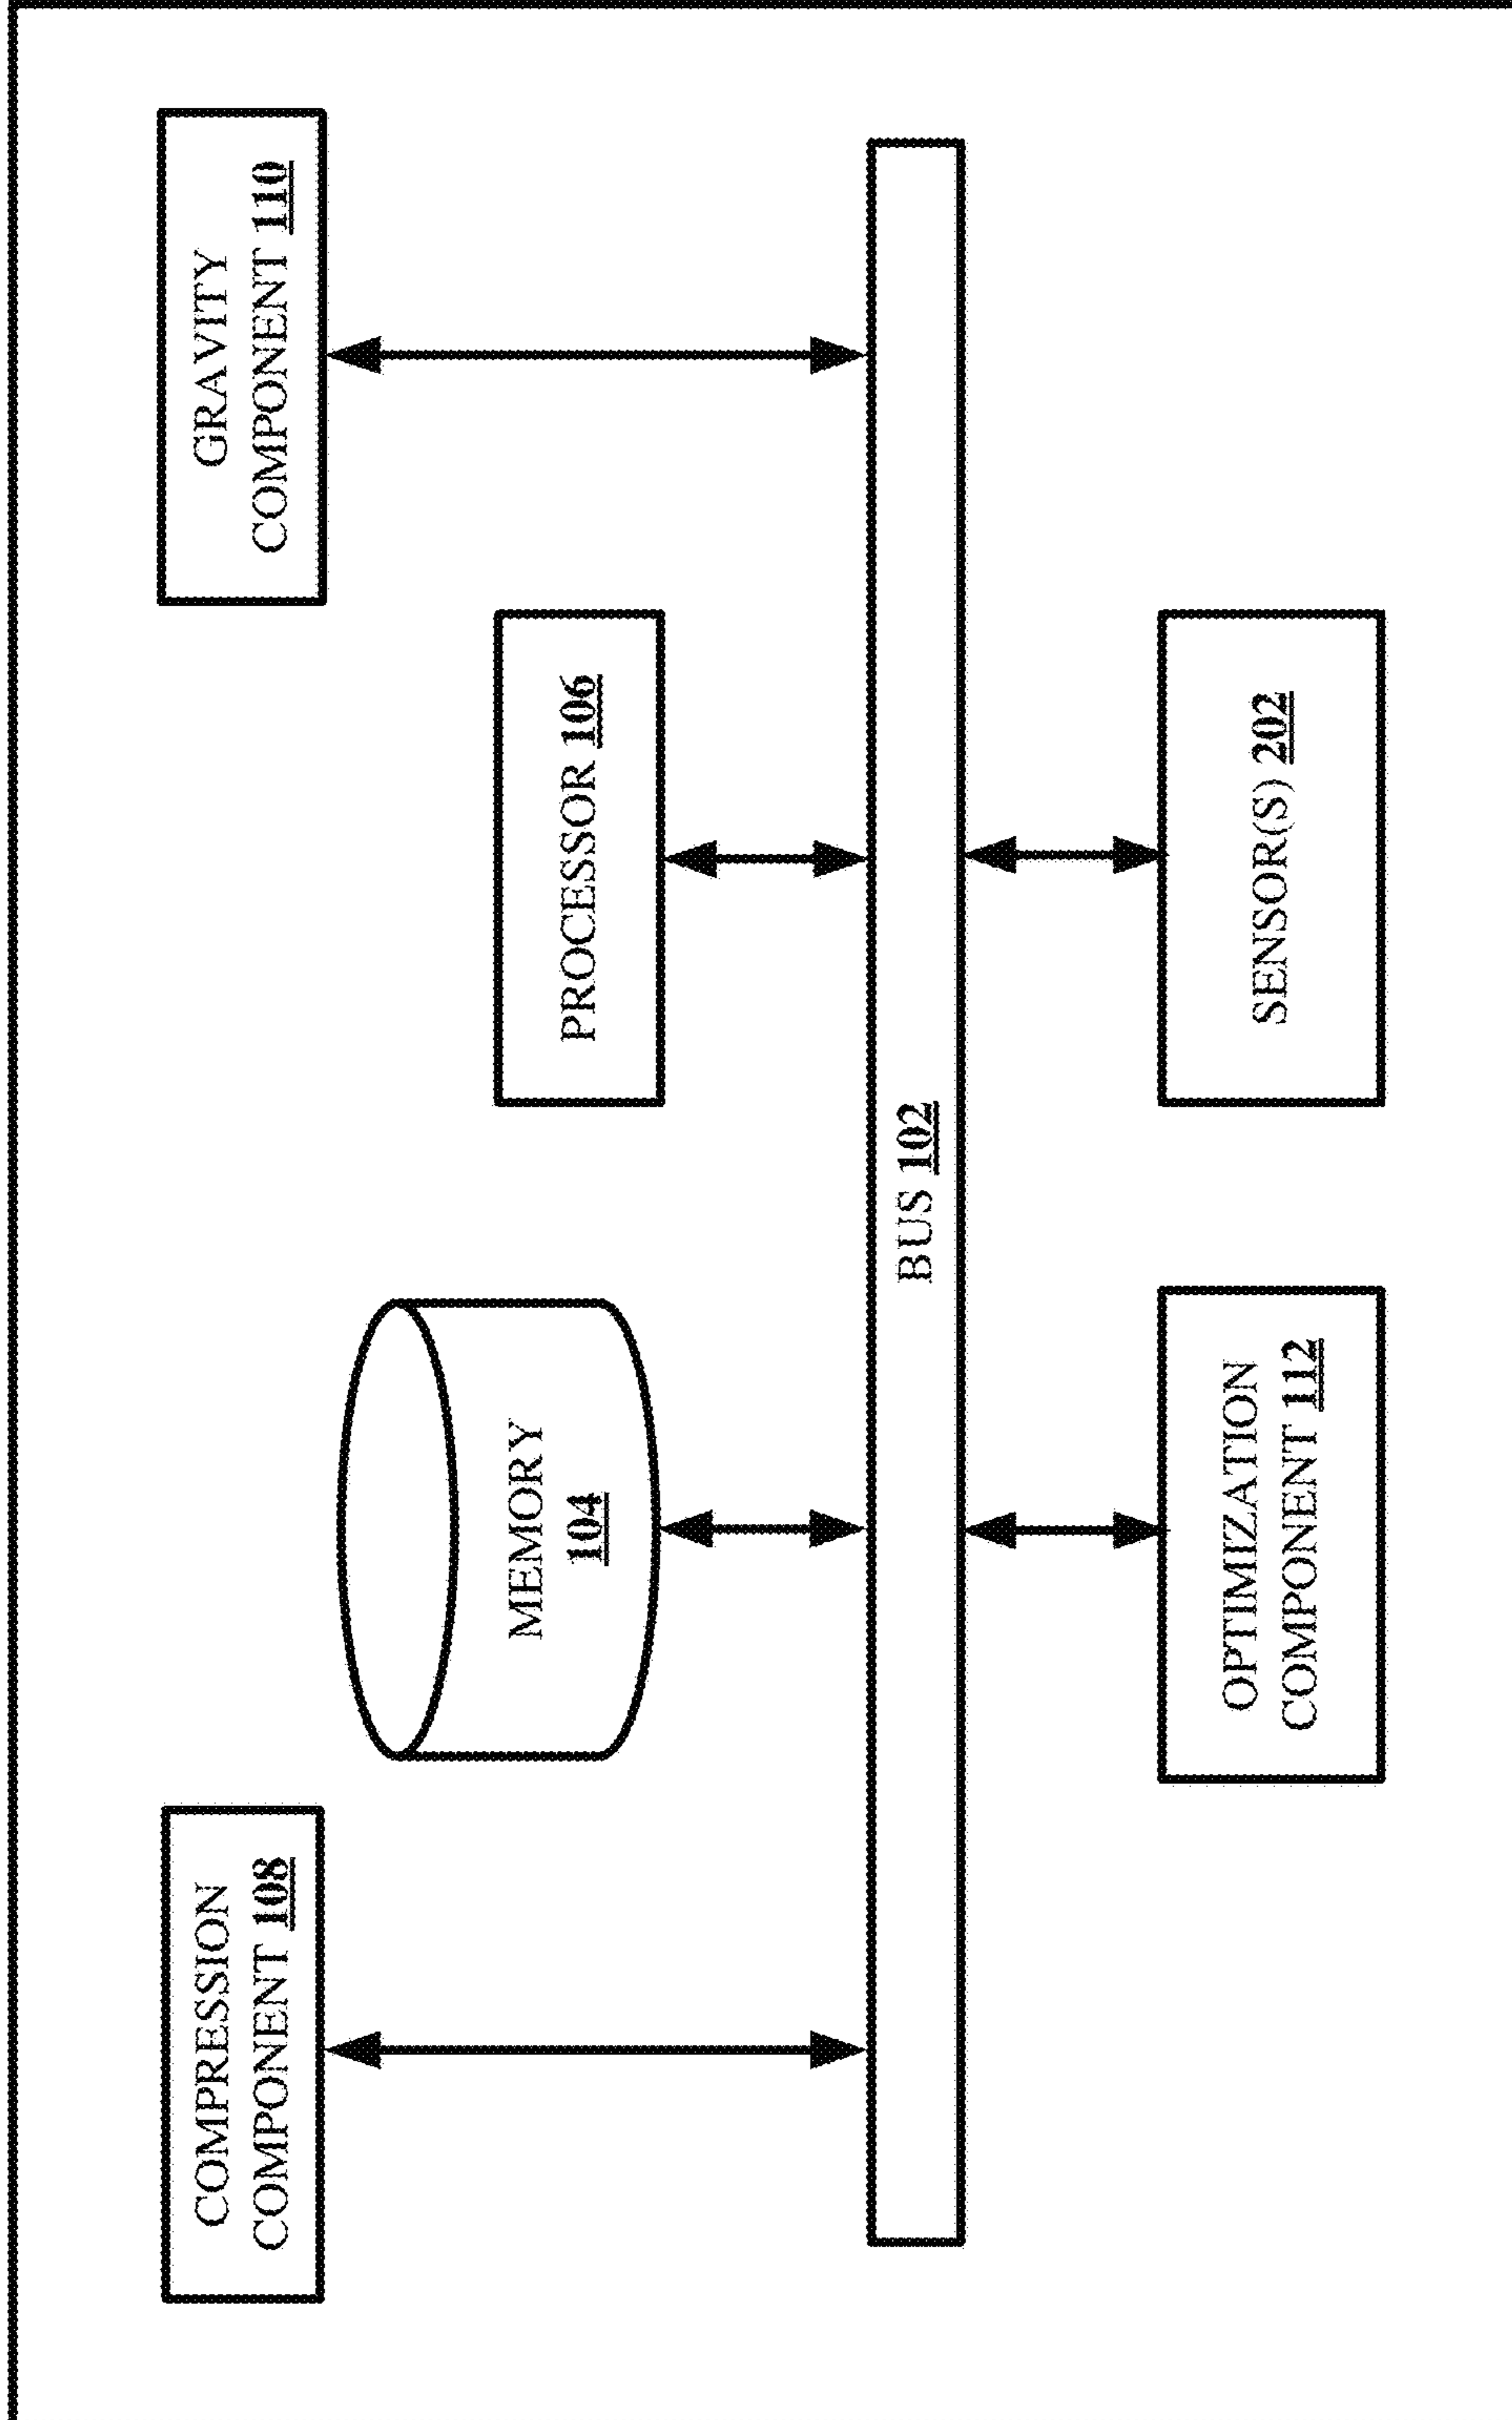 COMPRESSION
COMPONENT 108
GRAVITY
COMPONENT 110
MEMORY
104
PROCESSOR 106
BUS 102
OPTIMIZATION
COMPONENT 112
SENSOR(S) 202